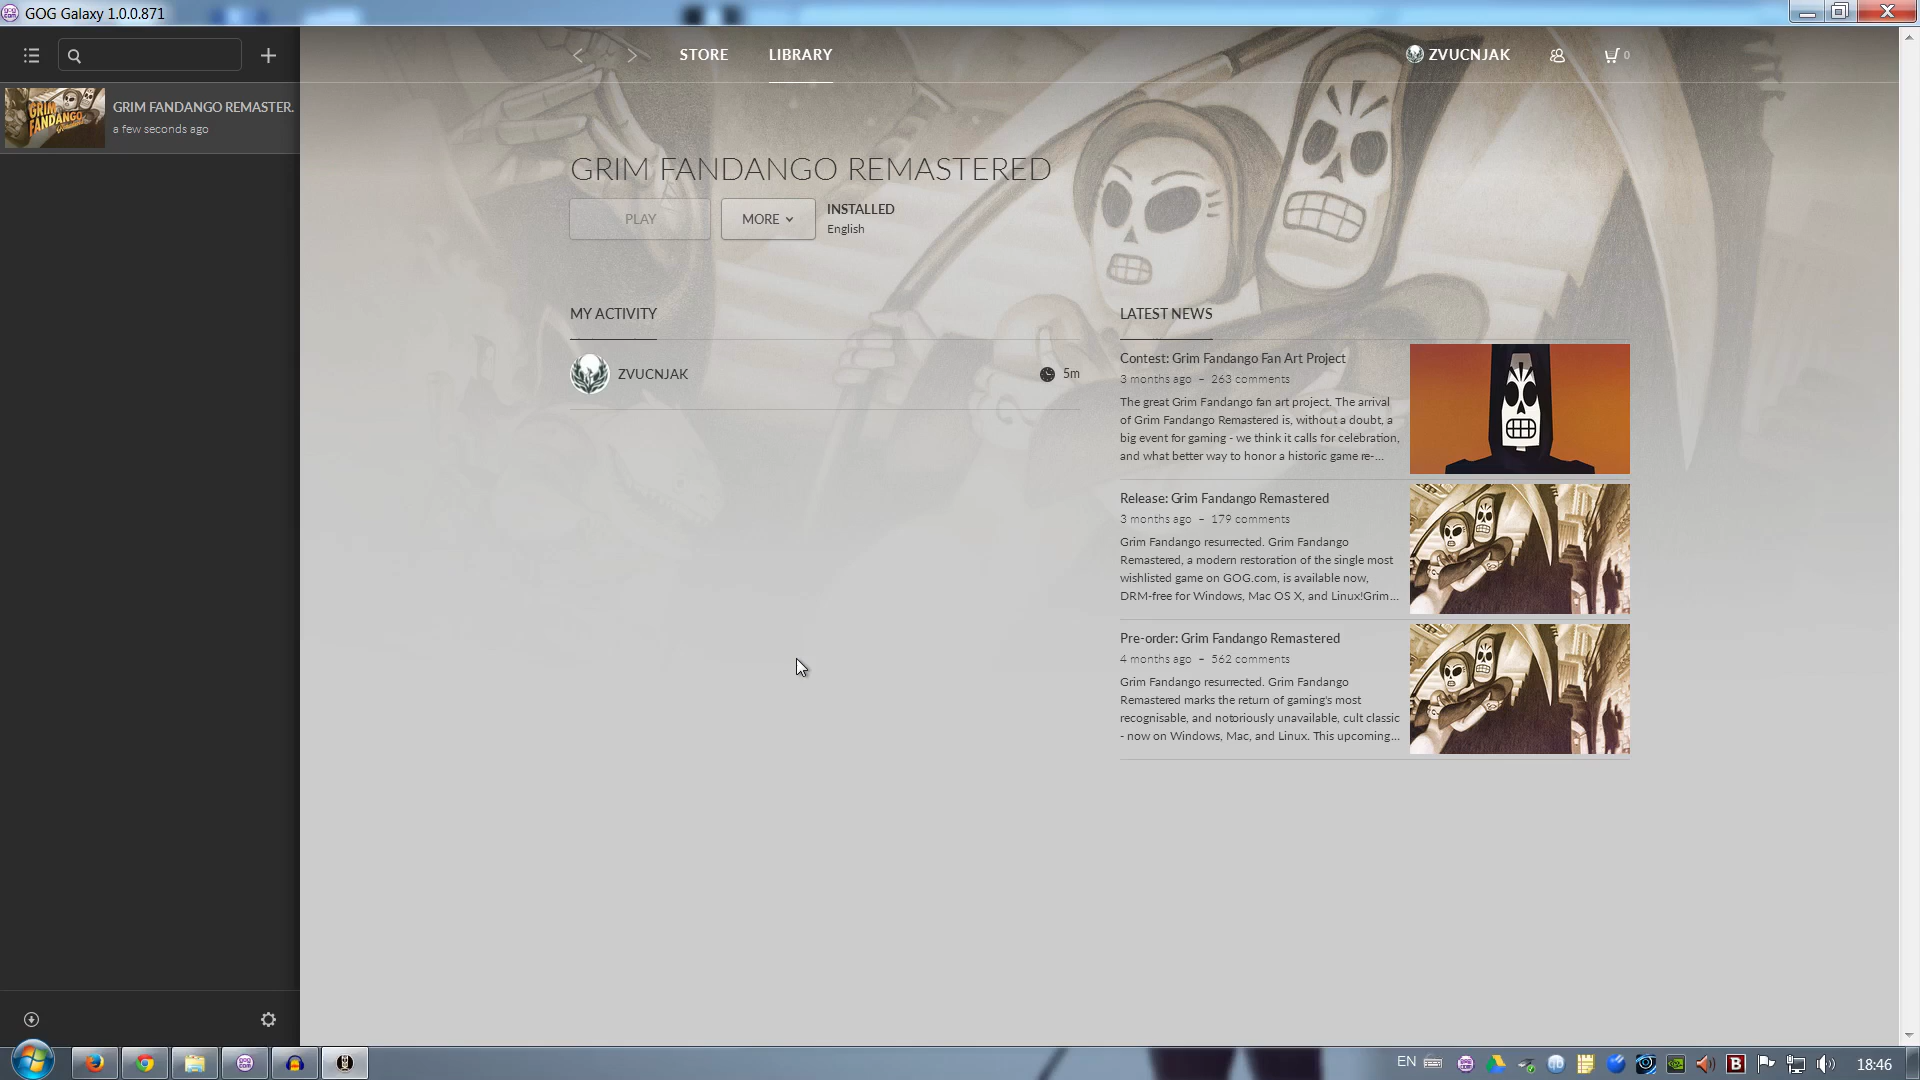 GOG Galaxy 1.0.0.871
STORE
LIBRARY
ZVUCNJAK
0
GRIM FANDANGO REMASTER.
a few seconds ago
GRIM FANDANGO
GRIM FANDANGO REMASTERED
PLAY
MORE
INSTALLED
English
MY ACTIVITY
ZVUCNJAK
5m
LATEST NEWS
Contest: Grim Fandango Fan Art Project
3 months ago – 263 comments
The great Grim Fandango fan art project. The arrival
of Grim Fandango Remastered is, without a doubt, a
big event for gaming - we think it calls for celebration,
and what better way to honor a historic game re-...
Release: Grim Fandango Remastered
3 months ago – 179 comments
Grim Fandango resurrected. Grim Fandango
Remastered, a modern restoration of the single most
wishlisted game on GOG.com, is available now,
DRM-free for Windows, Mac OS X, and Linux!Grim...
Pre-order: Grim Fandango Remastered
4 months ago – 562 comments
Grim Fandango resurrected. Grim Fandango
Remastered marks the return of gaming's most
recognisable, and notoriously unavailable, cult classic
- now on Windows, Mac, and Linux. This upcoming...
EN
B
18:46